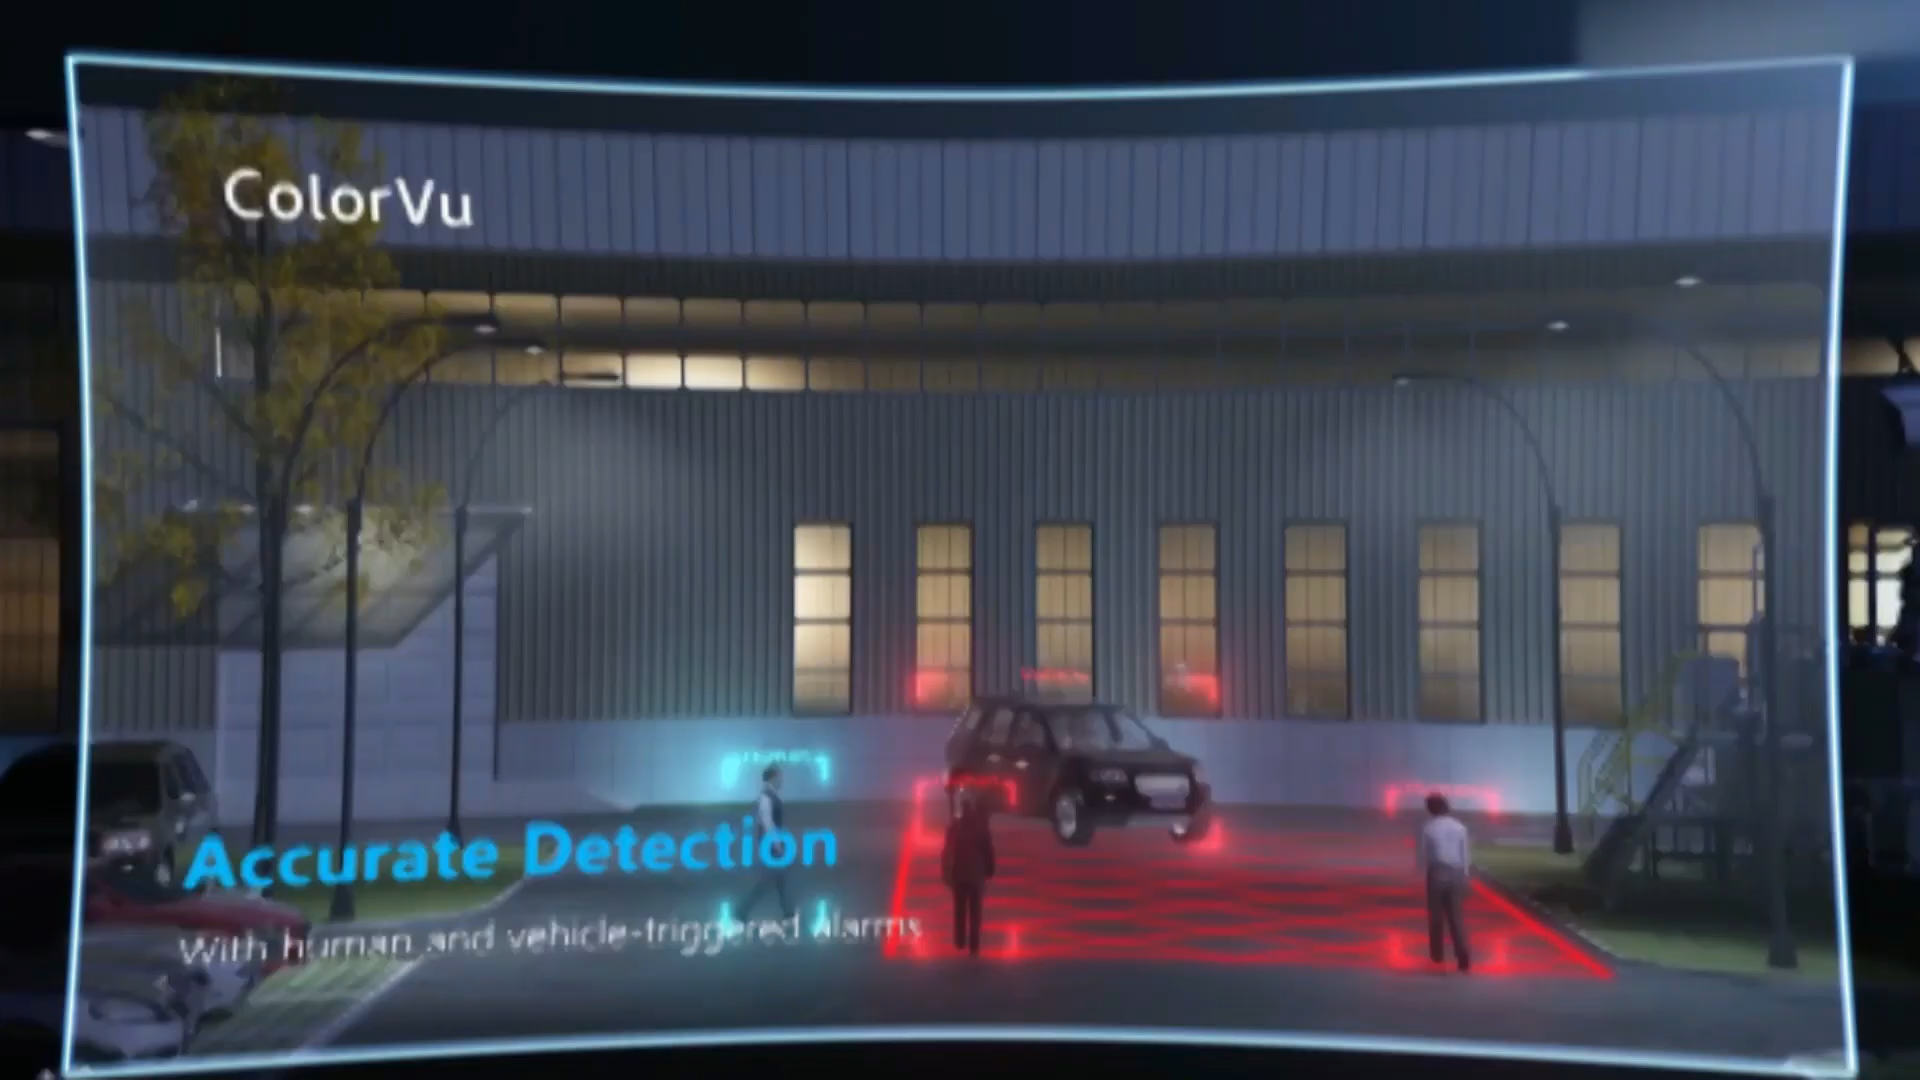 ColorVu
Accurate Detection
With human and vehicle-triggered alarms